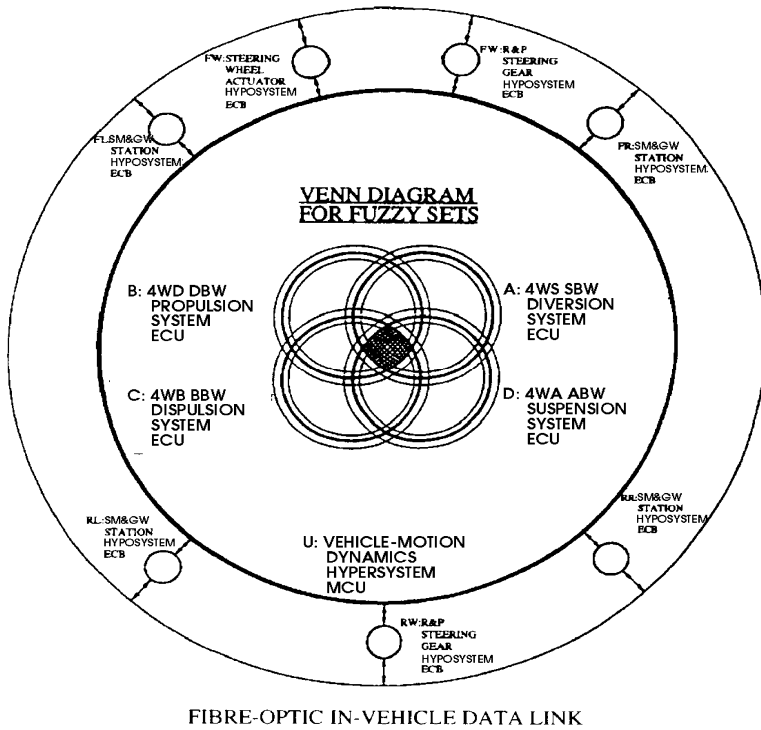 FW:STEERING
WHEEL
ACTUATOR
HYPOSYSTEM
ECB
FW:R&P
STEERING
GEAR
HYPOSYSTEM
ECB
FL:SM&GW
STATION
HYPOSYSTEM
ECB
FR:SM&GW
STATION
HYPOSYSTEM
ECB
VENN DIAGRAM
FOR FUZZY SETS
B: 4WD DBW
PROPULSION
SYSTEM
ECU
A: 4WS SBW
DIVERSION
SYSTEM
ECU
C: 4WB BBW
DISPULSION
SYSTEM
ECU
D: 4WA ABW
SUSPENSION
SYSTEM
ECU
RL:SM&GW
STATION
HYPOSYSTEM
ECB
RR:SM&GW
STATION
HYPOSYSTEM
ECB
U: VEHICLE-MOTION
DYNAMICS
HYPERSYSTEM
MCU
RW:R&P
STEERING
GEAR
HYPOSYSTEM
ECB
FIBRE-OPTIC IN-VEHICLE DATA LINK